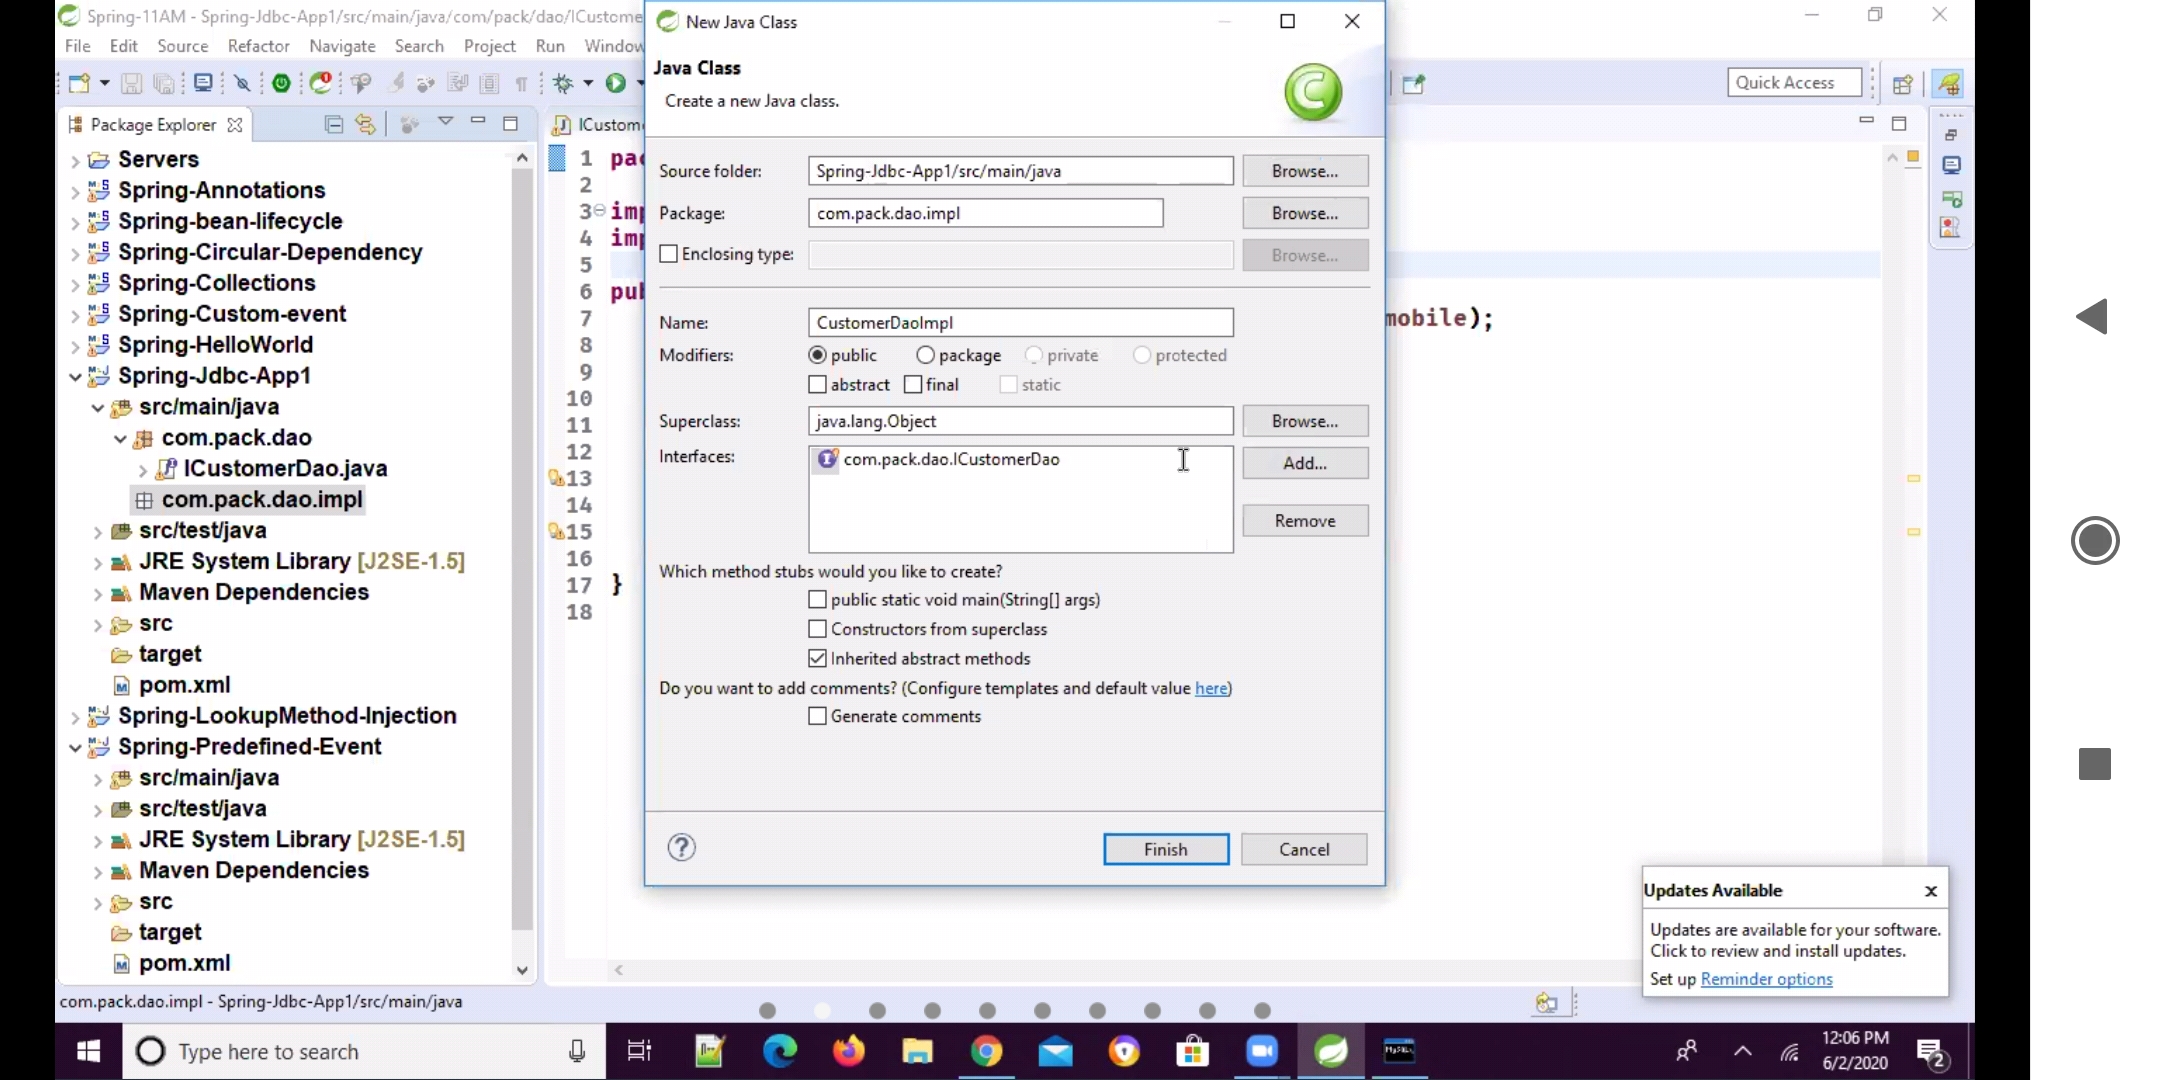 Spring-11AM - Spring-Jdbc-App1/src/main/java/com/pack/dao/ICustome
File Edit Source Refactor Navigate Search Project Run Window
Quick Access
Package Explorer
Servers
Spring-Annotations
Spring-bean-lifecycle
Spring-Circular-Dependency
Spring-Collections
Spring-Custom-event
Spring-HelloWorld
Spring-Jdbc-App1
src/main/java
com.pack.dao
ICustomerDao.java
com.pack.dao.impl
src/test/java
JRE System Library [J2SE-1.5]
Maven Dependencies
src
target
pom.xml
Spring-LookupMethod-Injection
Spring-Predefined-Event
src/main/java
src/test/java
JRE System Library [J2SE-1.5]
Maven Dependencies
src
target
pom.xml
com.pack.dao.impl - Spring-Jdbc-App1/src/main/java
ICustom
1 pac
2
3 imp
4 imp
5
6 pub
7 mobile);
8
9
10
11
12
13
14
15
16
17 }
18
New Java Class
Java Class
Create a new Java class.
Source folder: Spring-Jdbc-App1/src/main/java Browse...
Package: com.pack.dao.impl Browse...
Enclosing type: Browse...
Name: CustomerDaoImpl
Modifiers: public package private protected
abstract final static
Superclass: java.lang.Object Browse...
Interfaces: com.pack.dao.ICustomerDao Add...
Remove
Which method stubs would you like to create?
public static void main(String[] args)
Constructors from superclass
Inherited abstract methods
Do you want to add comments? (Configure templates and default value here)
Generate comments
Finish Cancel
Updates Available x
Updates are available for your software.
Click to review and install updates.
Set up Reminder options
Type here to search
12:06 PM
6/2/2020
2